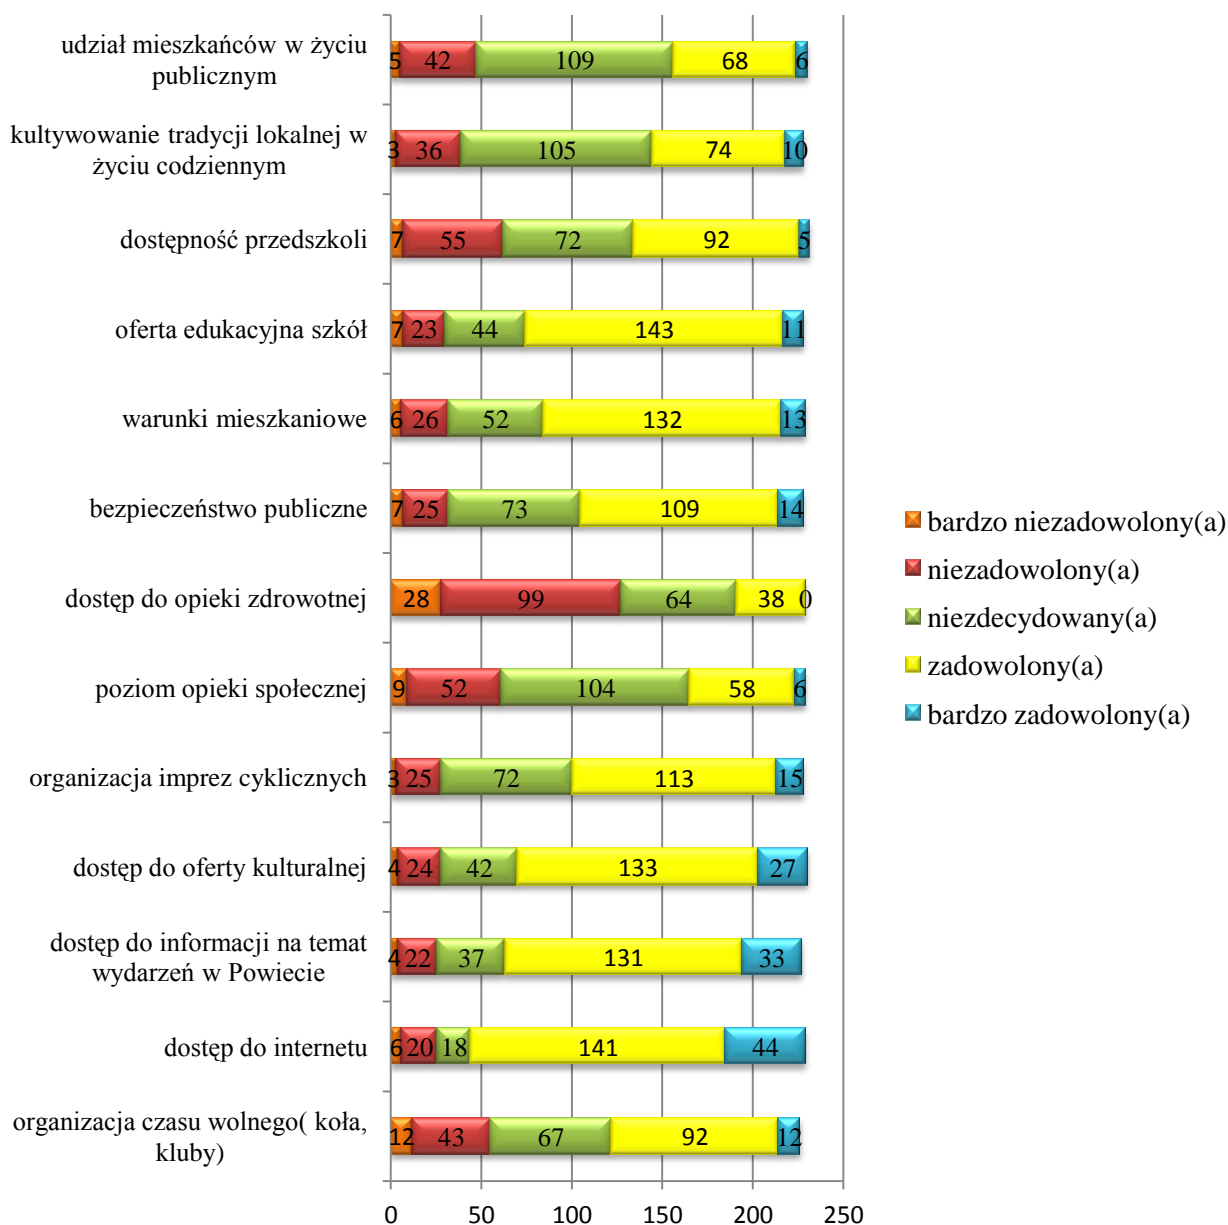 udział mieszkańców w życiu
publicznym
5 42 109 68 6
kultywowanie tradycji lokalnej w
życiu codziennym
3 36 105 74 10
dostępność przedszkoli
7 55 72 92 5
oferta edukacyjna szkół
7 23 44 143 11
warunki mieszkaniowe
6 26 52 132 13
bezpieczeństwo publiczne
7 25 73 109 14
dostęp do opieki zdrowotnej
28 99 64 38 0
poziom opieki społecznej
9 52 104 58 6
organizacja imprez cyklicznych
3 25 72 113 15
dostęp do oferty kulturalnej
4 24 42 133 27
dostęp do informacji na temat
wydarzeń w Powiecie
4 22 37 131 33
dostęp do internetu
6 20 18 141 44
organizacja czasu wolnego( koła,
kluby)
12 43 67 92 12
0 50 100 150 200 250
bardzo niezadowolony(a)
niezadowolony(a)
niezdecydowany(a)
zadowolony(a)
bardzo zadowolony(a)